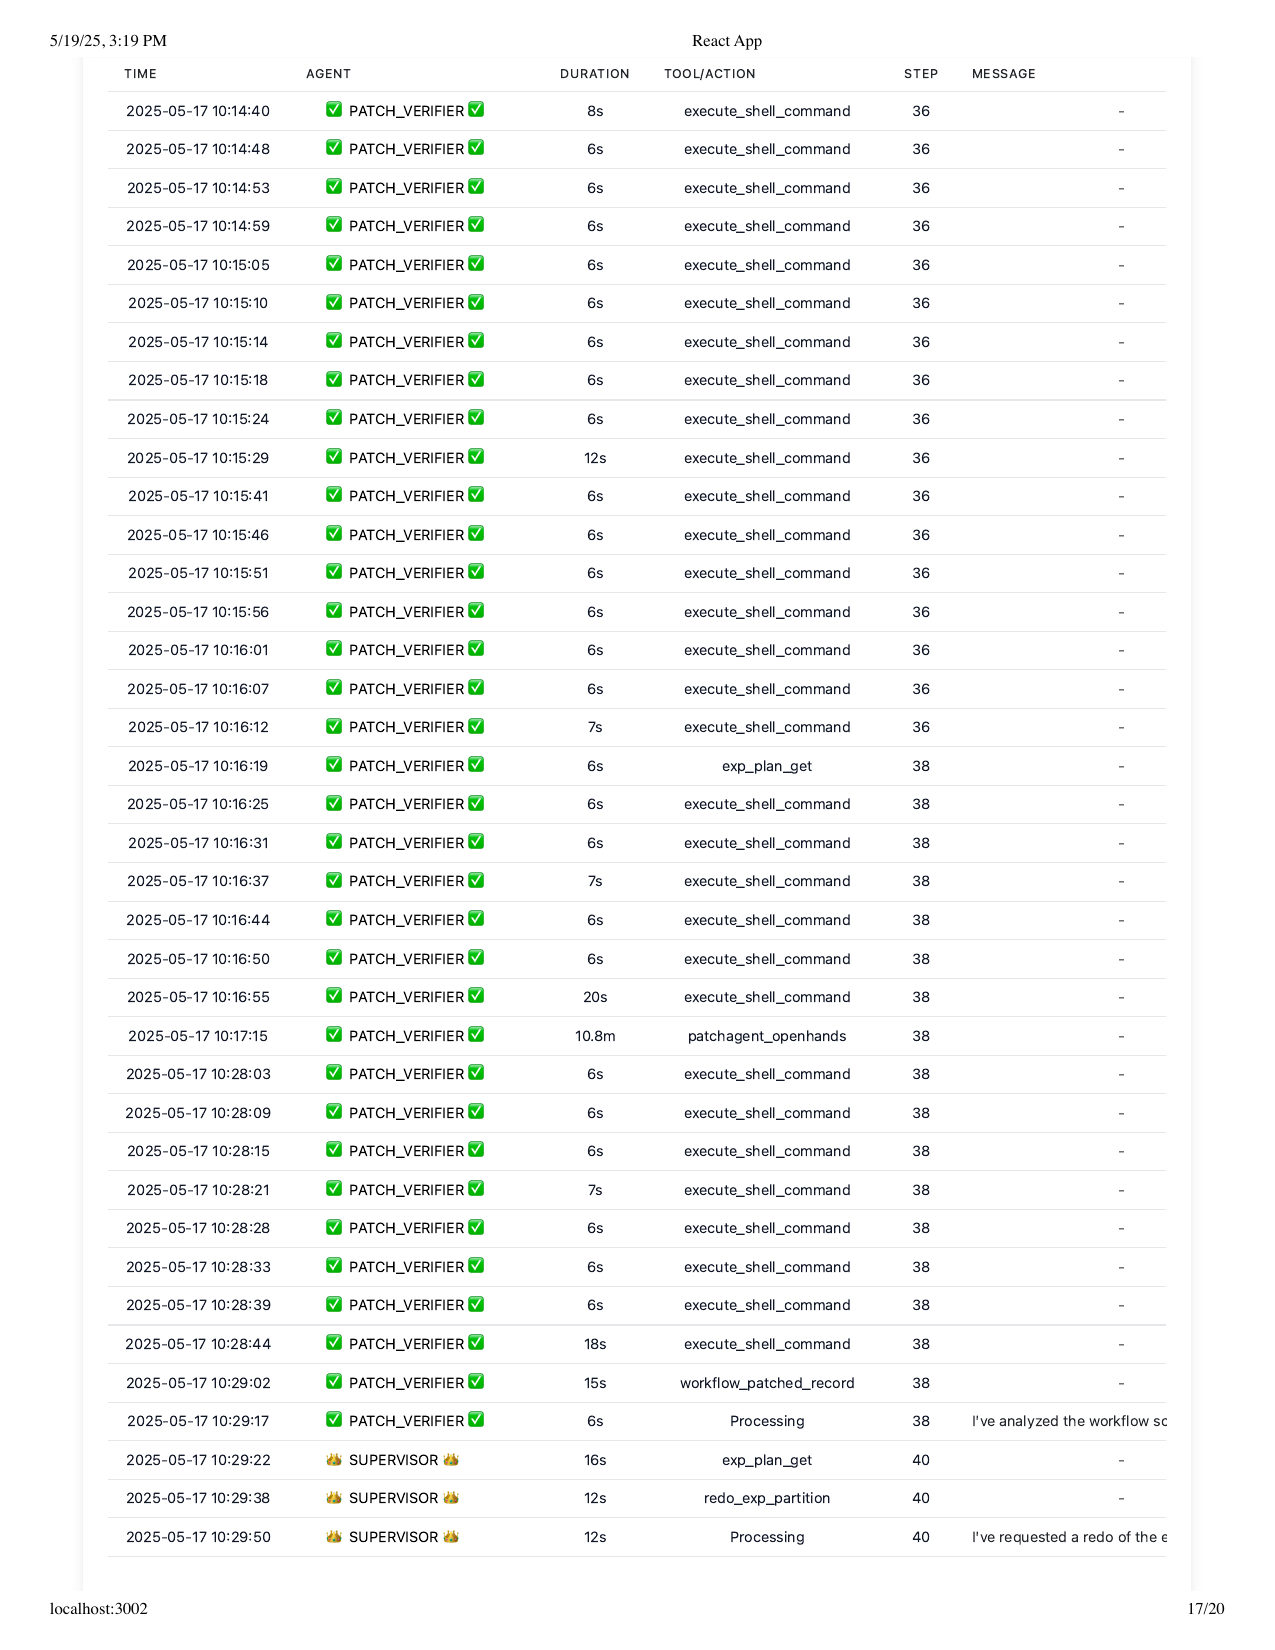 5/19/25, 3:19 PM React App
TIME AGENT DURATION TOOL/ACTION STEP MESSAGE
2025-05-17 10:14:40 ✅ PATCH_VERIFIER ✅ 8s execute_shell_command 36 -
2025-05-17 10:14:48 ✅ PATCH_VERIFIER ✅ 6s execute_shell_command 36 -
2025-05-17 10:14:53 ✅ PATCH_VERIFIER ✅ 6s execute_shell_command 36 -
2025-05-17 10:14:59 ✅ PATCH_VERIFIER ✅ 6s execute_shell_command 36 -
2025-05-17 10:15:05 ✅ PATCH_VERIFIER ✅ 6s execute_shell_command 36 -
2025-05-17 10:15:10 ✅ PATCH_VERIFIER ✅ 6s execute_shell_command 36 -
2025-05-17 10:15:14 ✅ PATCH_VERIFIER ✅ 6s execute_shell_command 36 -
2025-05-17 10:15:18 ✅ PATCH_VERIFIER ✅ 6s execute_shell_command 36 -
2025-05-17 10:15:24 ✅ PATCH_VERIFIER ✅ 6s execute_shell_command 36 -
2025-05-17 10:15:29 ✅ PATCH_VERIFIER ✅ 12s execute_shell_command 36 -
2025-05-17 10:15:41 ✅ PATCH_VERIFIER ✅ 6s execute_shell_command 36 -
2025-05-17 10:15:46 ✅ PATCH_VERIFIER ✅ 6s execute_shell_command 36 -
2025-05-17 10:15:51 ✅ PATCH_VERIFIER ✅ 6s execute_shell_command 36 -
2025-05-17 10:15:56 ✅ PATCH_VERIFIER ✅ 6s execute_shell_command 36 -
2025-05-17 10:16:01 ✅ PATCH_VERIFIER ✅ 6s execute_shell_command 36 -
2025-05-17 10:16:07 ✅ PATCH_VERIFIER ✅ 6s execute_shell_command 36 -
2025-05-17 10:16:12 ✅ PATCH_VERIFIER ✅ 7s execute_shell_command 36 -
2025-05-17 10:16:19 ✅ PATCH_VERIFIER ✅ 6s exp_plan_get 38 -
2025-05-17 10:16:25 ✅ PATCH_VERIFIER ✅ 6s execute_shell_command 38 -
2025-05-17 10:16:31 ✅ PATCH_VERIFIER ✅ 6s execute_shell_command 38 -
2025-05-17 10:16:37 ✅ PATCH_VERIFIER ✅ 7s execute_shell_command 38 -
2025-05-17 10:16:44 ✅ PATCH_VERIFIER ✅ 6s execute_shell_command 38 -
2025-05-17 10:16:50 ✅ PATCH_VERIFIER ✅ 6s execute_shell_command 38 -
2025-05-17 10:16:55 ✅ PATCH_VERIFIER ✅ 20s execute_shell_command 38 -
2025-05-17 10:17:15 ✅ PATCH_VERIFIER ✅ 10.8m patchagent_openhands 38 -
2025-05-17 10:28:03 ✅ PATCH_VERIFIER ✅ 6s execute_shell_command 38 -
2025-05-17 10:28:09 ✅ PATCH_VERIFIER ✅ 6s execute_shell_command 38 -
2025-05-17 10:28:15 ✅ PATCH_VERIFIER ✅ 6s execute_shell_command 38 -
2025-05-17 10:28:21 ✅ PATCH_VERIFIER ✅ 7s execute_shell_command 38 -
2025-05-17 10:28:28 ✅ PATCH_VERIFIER ✅ 6s execute_shell_command 38 -
2025-05-17 10:28:33 ✅ PATCH_VERIFIER ✅ 6s execute_shell_command 38 -
2025-05-17 10:28:39 ✅ PATCH_VERIFIER ✅ 6s execute_shell_command 38 -
2025-05-17 10:28:44 ✅ PATCH_VERIFIER ✅ 18s execute_shell_command 38 -
2025-05-17 10:29:02 ✅ PATCH_VERIFIER ✅ 15s workflow_patched_record 38 -
2025-05-17 10:29:17 ✅ PATCH_VERIFIER ✅ 6s Processing 38 I've analyzed the workflow sc
2025-05-17 10:29:22 👑 SUPERVISOR 👑 16s exp_plan_get 40 -
2025-05-17 10:29:38 👑 SUPERVISOR 👑 12s redo_exp_partition 40 -
2025-05-17 10:29:50 👑 SUPERVISOR 👑 12s Processing 40 I've requested a redo of the e
localhost:3002 17/20